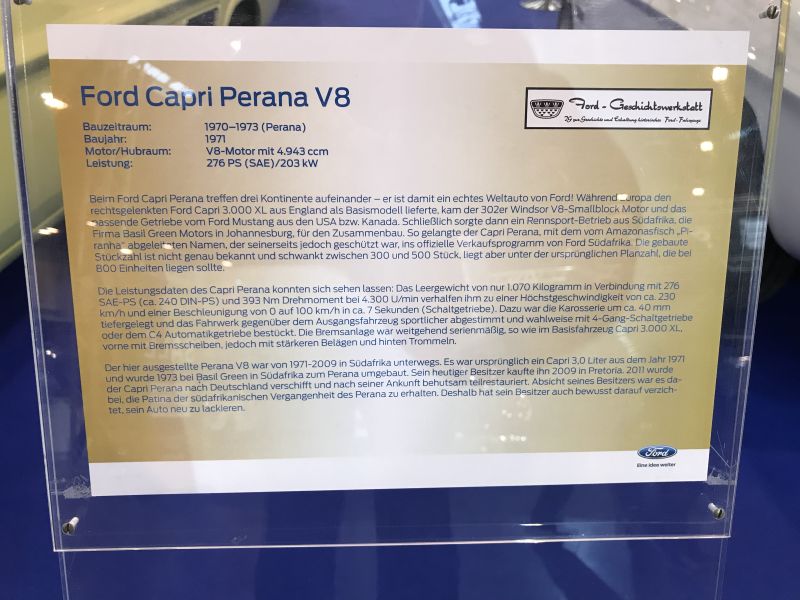 Ford Capri Perana V8
Ford - Geschichtswerkstatt
IG zur Geschichte und Erhaltung historischer Ford-Fahrzeuge
Bauzeitraum: 1970–1973 (Perana)
Baujahr: 1971
Motor/Hubraum: V8-Motor mit 4.943 ccm
Leistung: 276 PS (SAE)/203 kW
Beim Ford Capri Perana treffen drei Kontinente aufeinander – er ist damit ein echtes Weltauto von Ford! Während Europa den
rechtsgelenkten Ford Capri 3.000 XL aus England als Basismodell lieferte, kam der 302er Windsor V8-Smallblock Motor und das
passende Getriebe vom Ford Mustang aus den USA bzw. Kanada. Schließlich sorgte dann ein Rennsport-Betrieb aus Südafrika, die
Firma Basil Green Motors in Johannesburg, für den Zusammenbau. So gelangte der Capri Perana, mit dem vom Amazonasfisch „Pi-
ranha“ abgeleiteten Namen, der seinerseits jedoch geschützt war, ins offizielle Verkaufsprogramm von Ford Südafrika. Die gebaute
Stückzahl ist nicht genau bekannt und schwankt zwischen 300 und 500 Stück, liegt aber unter der ursprünglichen Planzahl, die bei
800 Einheiten liegen sollte.
Die Leistungsdaten des Capri Perana konnten sich sehen lassen: Das Leergewicht von nur 1.070 Kilogramm in Verbindung mit 276
SAE-PS (ca. 240 DIN-PS) und 393 Nm Drehmoment bei 4.300 U/min verhalfen ihm zu einer Höchstgeschwindigkeit von ca. 230
km/h und einer Beschleunigung von 0 auf 100 km/h in ca. 7 Sekunden (Schaltgetriebe). Dazu war die Karosserie um ca. 40 mm
tiefergelegt und das Fahrwerk gegenüber dem Ausgangsfahrzeug sportlicher abgestimmt und wahlweise mit 4-Gang-Schaltgetriebe
oder dem C4 Automatikgetriebe bestückt. Die Bremsanlage war weitgehend serienmäßig, so wie im Basisfahrzeug Capri 3.000 XL,
vorne mit Bremsscheiben, jedoch mit stärkeren Belägen und hinten Trommeln.
Der hier ausgestellte Perana V8 war von 1971-2009 in Südafrika unterwegs. Es war ursprünglich ein Capri 3,0 Liter aus dem Jahr 1971
und wurde 1973 bei Basil Green in Südafrika zum Perana umgebaut. Sein heutiger Besitzer kaufte ihn 2009 in Pretoria. 2011 wurde
der Capri Perana nach Deutschland verschifft und nach seiner Ankunft behutsam teilrestauriert. Absicht seines Besitzers war es da-
bei, die Patina der südafrikanischen Vergangenheit des Perana zu erhalten. Deshalb hat sein Besitzer auch bewusst darauf verzich-
tet, sein Auto neu zu lackieren.
Ford
Eine Idee weiter